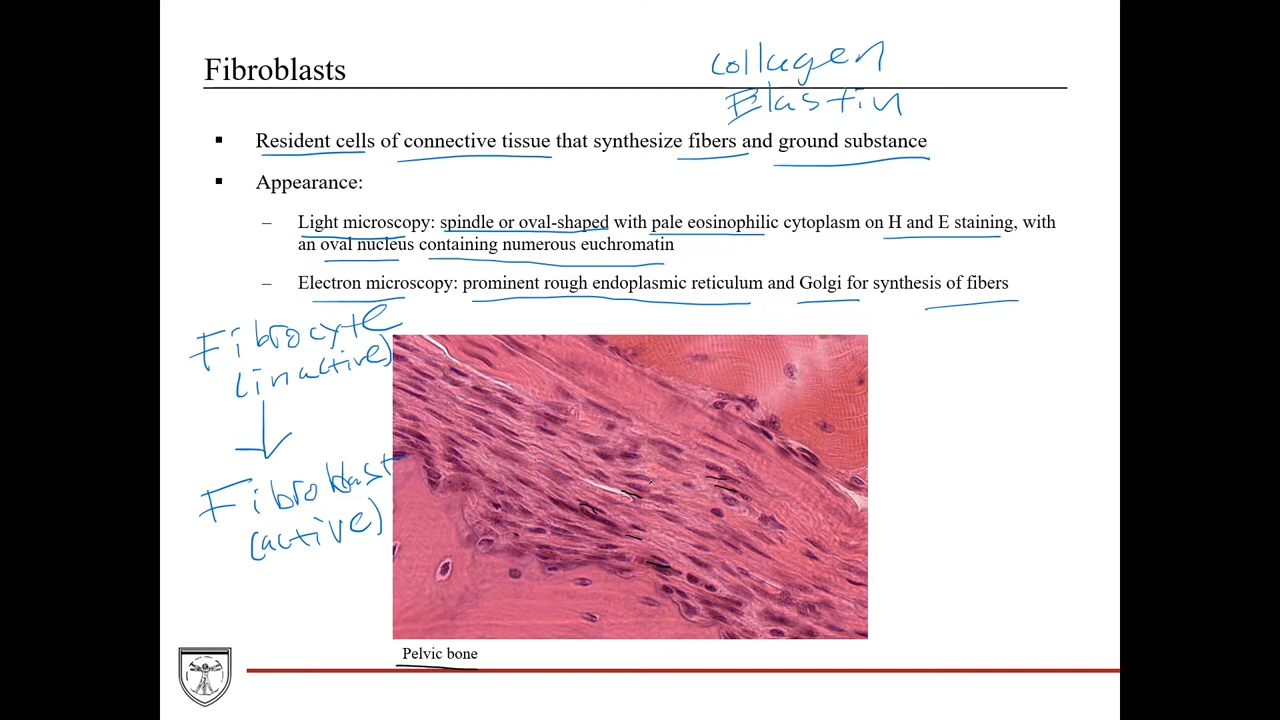 Fibroblasts
collagen
Elastin
▪ Resident cells of connective tissue that synthesize fibers and ground substance
▪ Appearance:
– Light microscopy: spindle or oval-shaped with pale eosinophilic cytoplasm on H and E staining, with
an oval nucleus containing numerous euchromatin
– Electron microscopy: prominent rough endoplasmic reticulum and Golgi for synthesis of fibers
Fibrocyte
(inactive)
Fibroblast
(active)
Pelvic bone